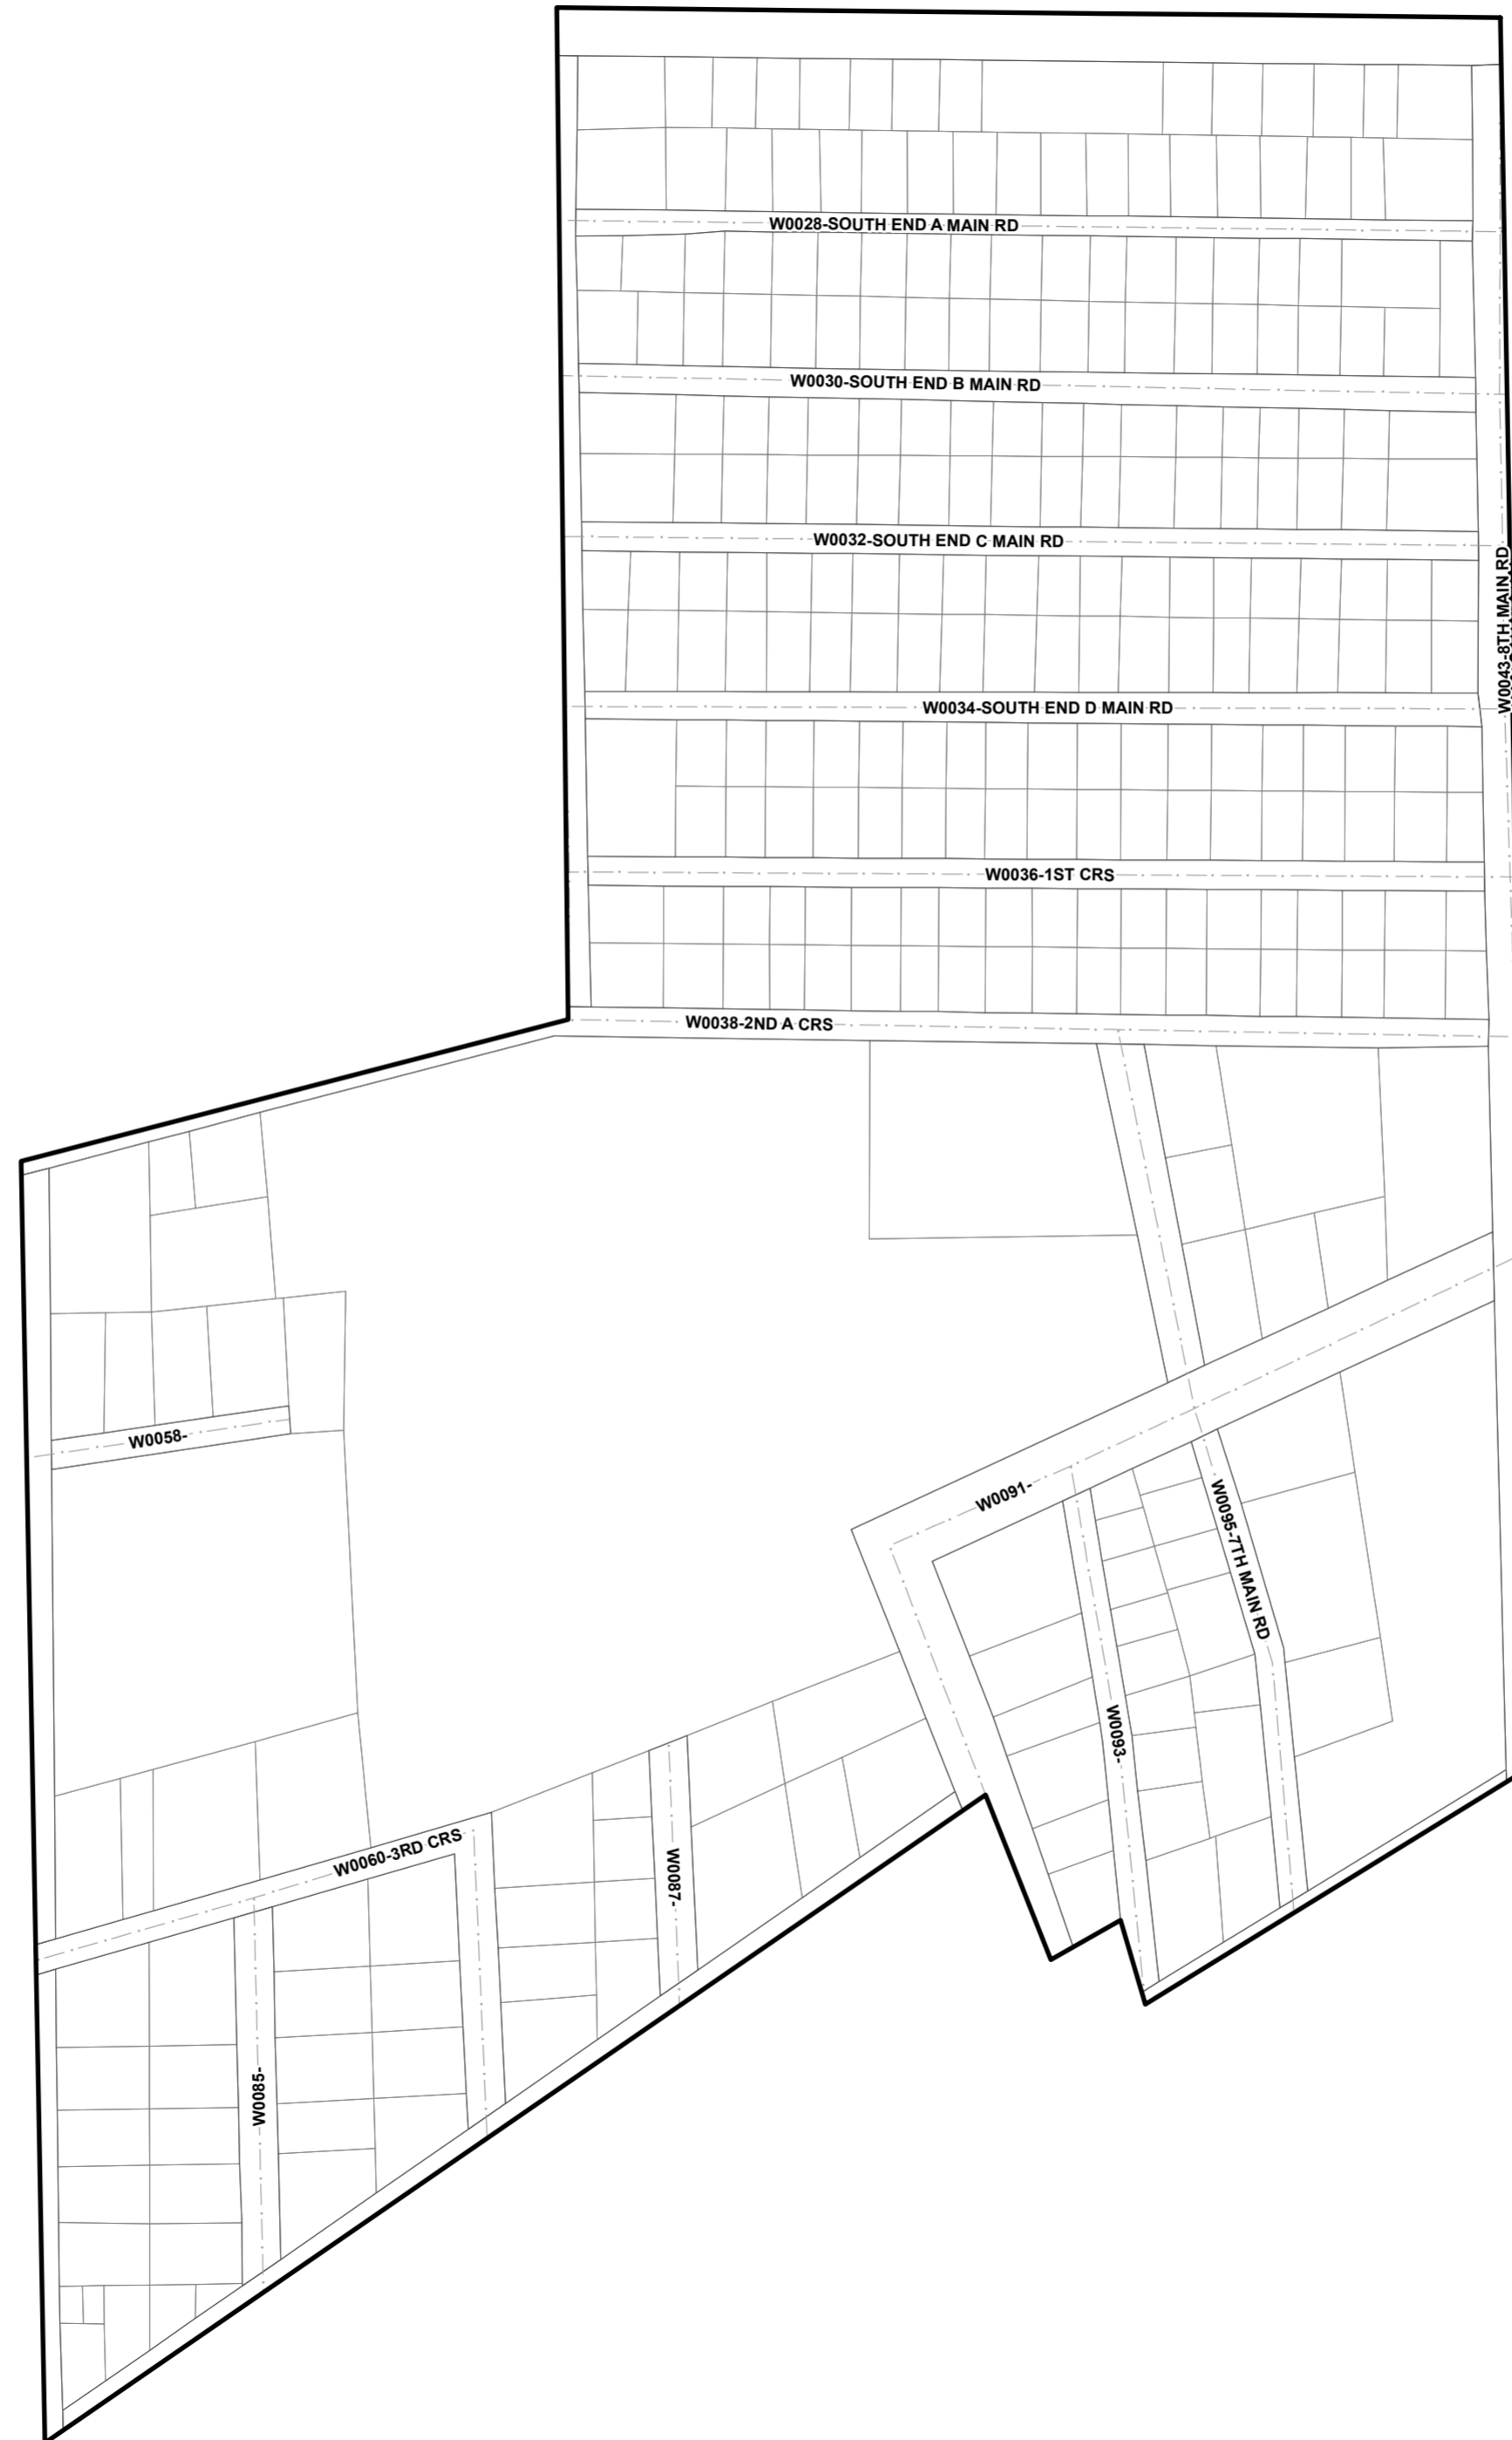 W0028-SOUTH END A MAIN RD
W0030-SOUTH END B MAIN RD
W0032-SOUTH END C MAIN RD
W0043-8TH MAIN RD
W0034-SOUTH END D MAIN RD
W0036-1ST CRS
W0038-2ND A CRS
W0058-
W0091-
W0095-7TH MAIN RD
W0093-
W0060-3RD CRS
W0087-
W0085-